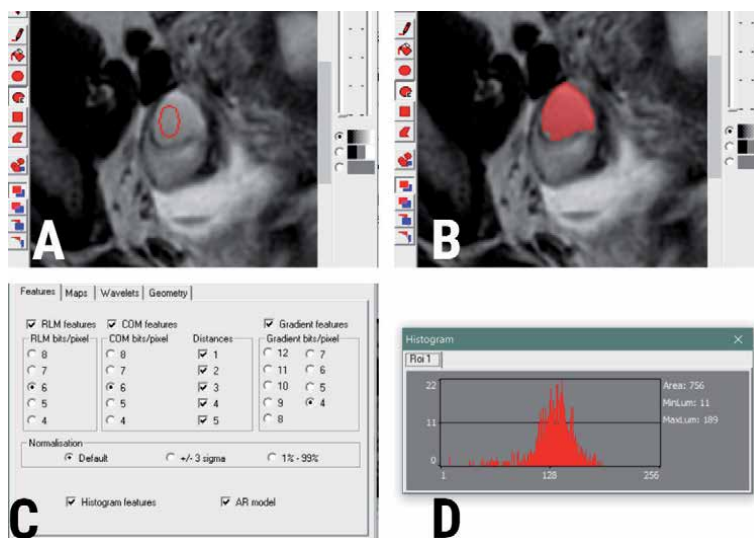 A
B
Features Maps Wavelets Geometry
RLM features COM features Gradient features
RLM bits/pixel COM bits/pixel Distances Gradient bits/pixel
8 8 1 12 7
7 7 2 11 6
6 6 3 10 5
5 5 4 9 4
4 4 5 8
Normalisation
Default +/- 3 sigma 1% - 99%
Histogram features AR model
C
Histogram
Roi 1
22
11
0
1 128 256
Area: 756
MinLum: 11
MaxLum: 189
D